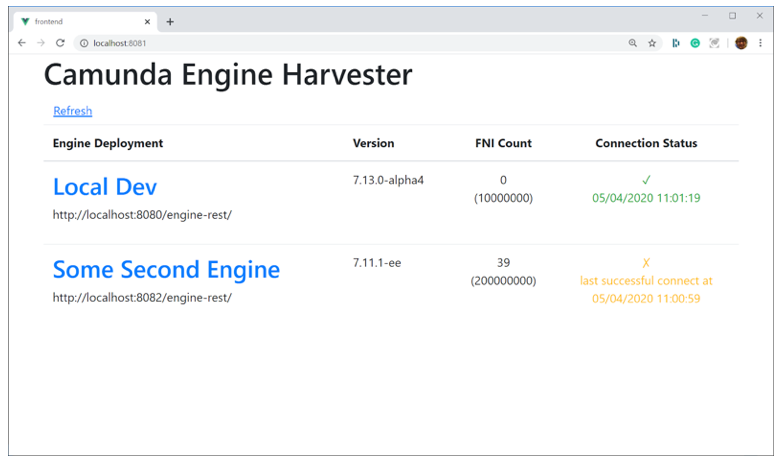 frontend
localhost:8081
Camunda Engine Harvester
Refresh
Engine Deployment Version FNI Count Connection Status
Local Dev 7.13.0-alpha4 0 ✓
(10000000) 05/04/2020 11:01:19
http://localhost:8080/engine-rest/
Some Second Engine 7.11.1-ee 39 ✗
(200000000) last successful connect at
http://localhost:8082/engine-rest/ 05/04/2020 11:00:59